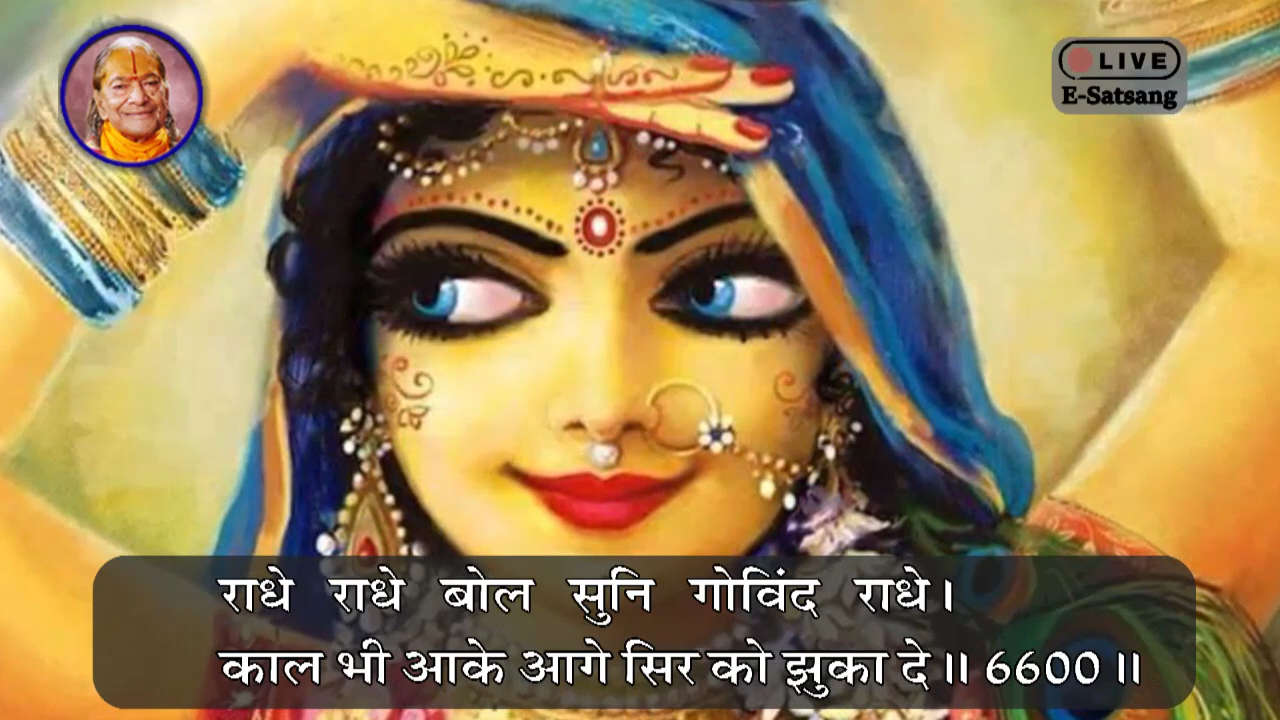 LIVE
E-Satsang
राधे राधे बोल सुनि गोविंद राधे।
काल भी आके आगे सिर को झुका दे॥ 6600॥